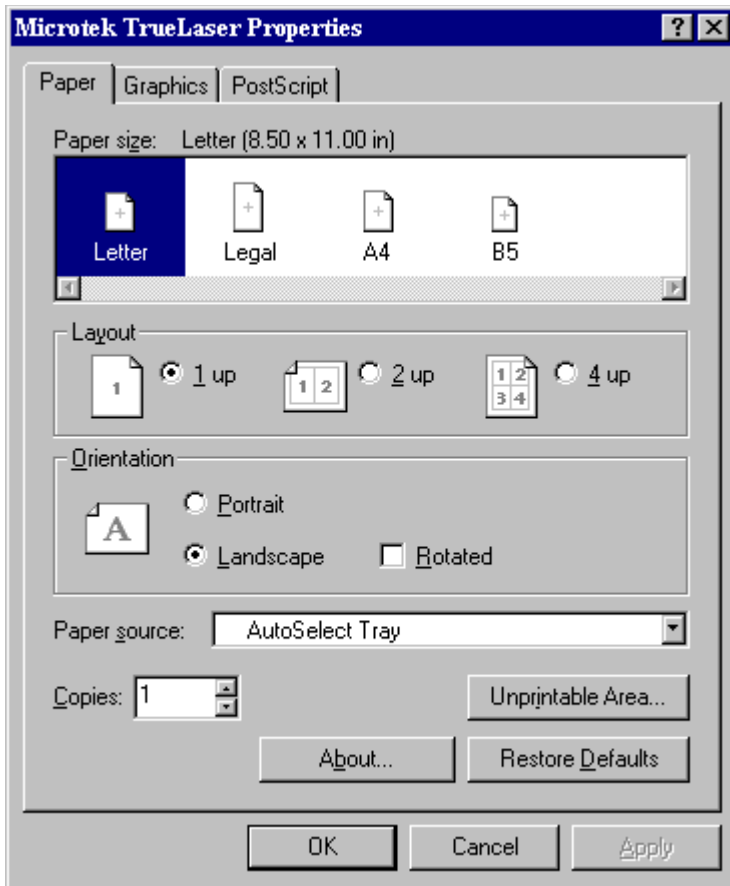 Microtek TrueLaser Properties
Paper Graphics PostScript
Paper size: Letter (8.50 x 11.00 in)
Letter Legal A4 B5
Layout
1 1 up 1 2 2 up 1 2 4 up
3 4
Orientation
Portrait
A
Landscape Rotated
Paper source: AutoSelect Tray
Copies: 1 Unprintable Area...
About... Restore Defaults
OK Cancel Apply